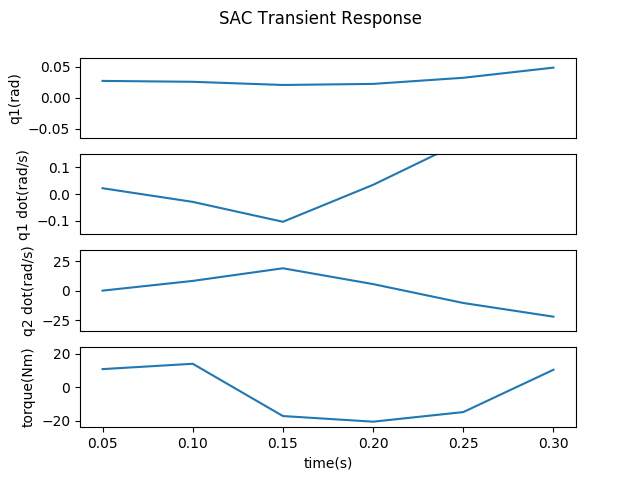 SAC Transient Response
q1(rad)
0.05
0.00
−0.05
q1 dot(rad/s)
0.1
0.0
−0.1
q2 dot(rad/s)
25
0
−25
torque(Nm)
20
0
−20
0.05 0.10 0.15 0.20 0.25 0.30
time(s)